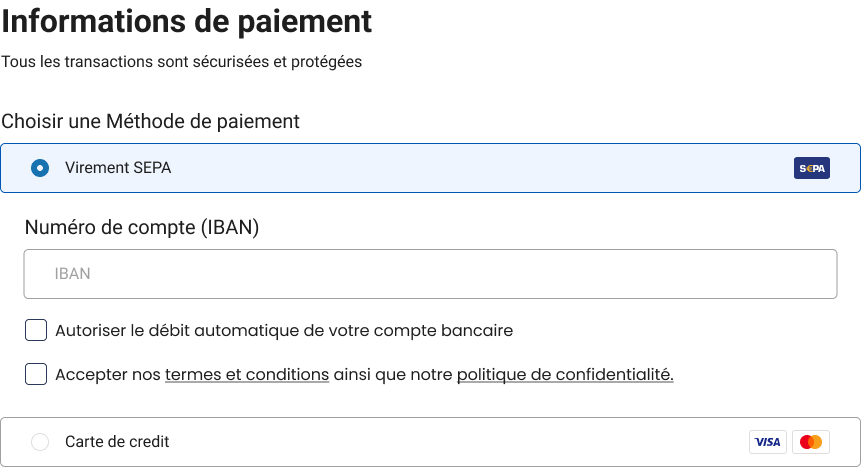 Informations de paiement
Tous les transactions sont sécurisées et protégées
Choisir une Méthode de paiement
Virement SEPA S€PA
Numéro de compte (IBAN)
IBAN
Autoriser le débit automatique de votre compte bancaire
Accepter nos termes et conditions ainsi que notre politique de confidentialité.
Carte de credit VISA